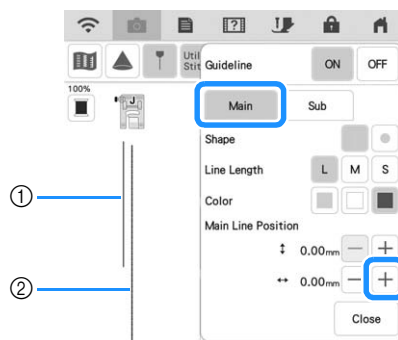 Util
Stit
Guideline ON OFF
100%
J
Main Sub
Shape
Line Length L M S
Color
Main Line Position
↕ 0.00mm − +
↔ 0.00mm − +
Close
①
②